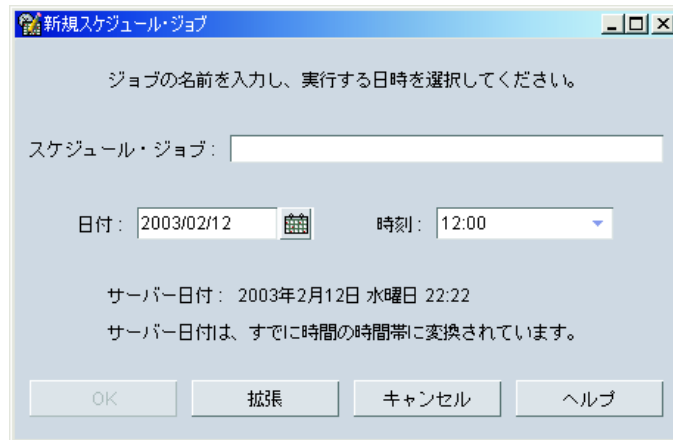 新規スケジュール・ジョブ
ジョブの名前を入力し、実行する日時を選択してください。
スケジュール・ジョブ:
日付: 2003/02/12 時刻: 12:00
サーバー日付: 2003年2月12日 水曜日 22:22
サーバー日付は、すでに時間の時間帯に変換されています。
OK 拡張 キャンセル ヘルプ